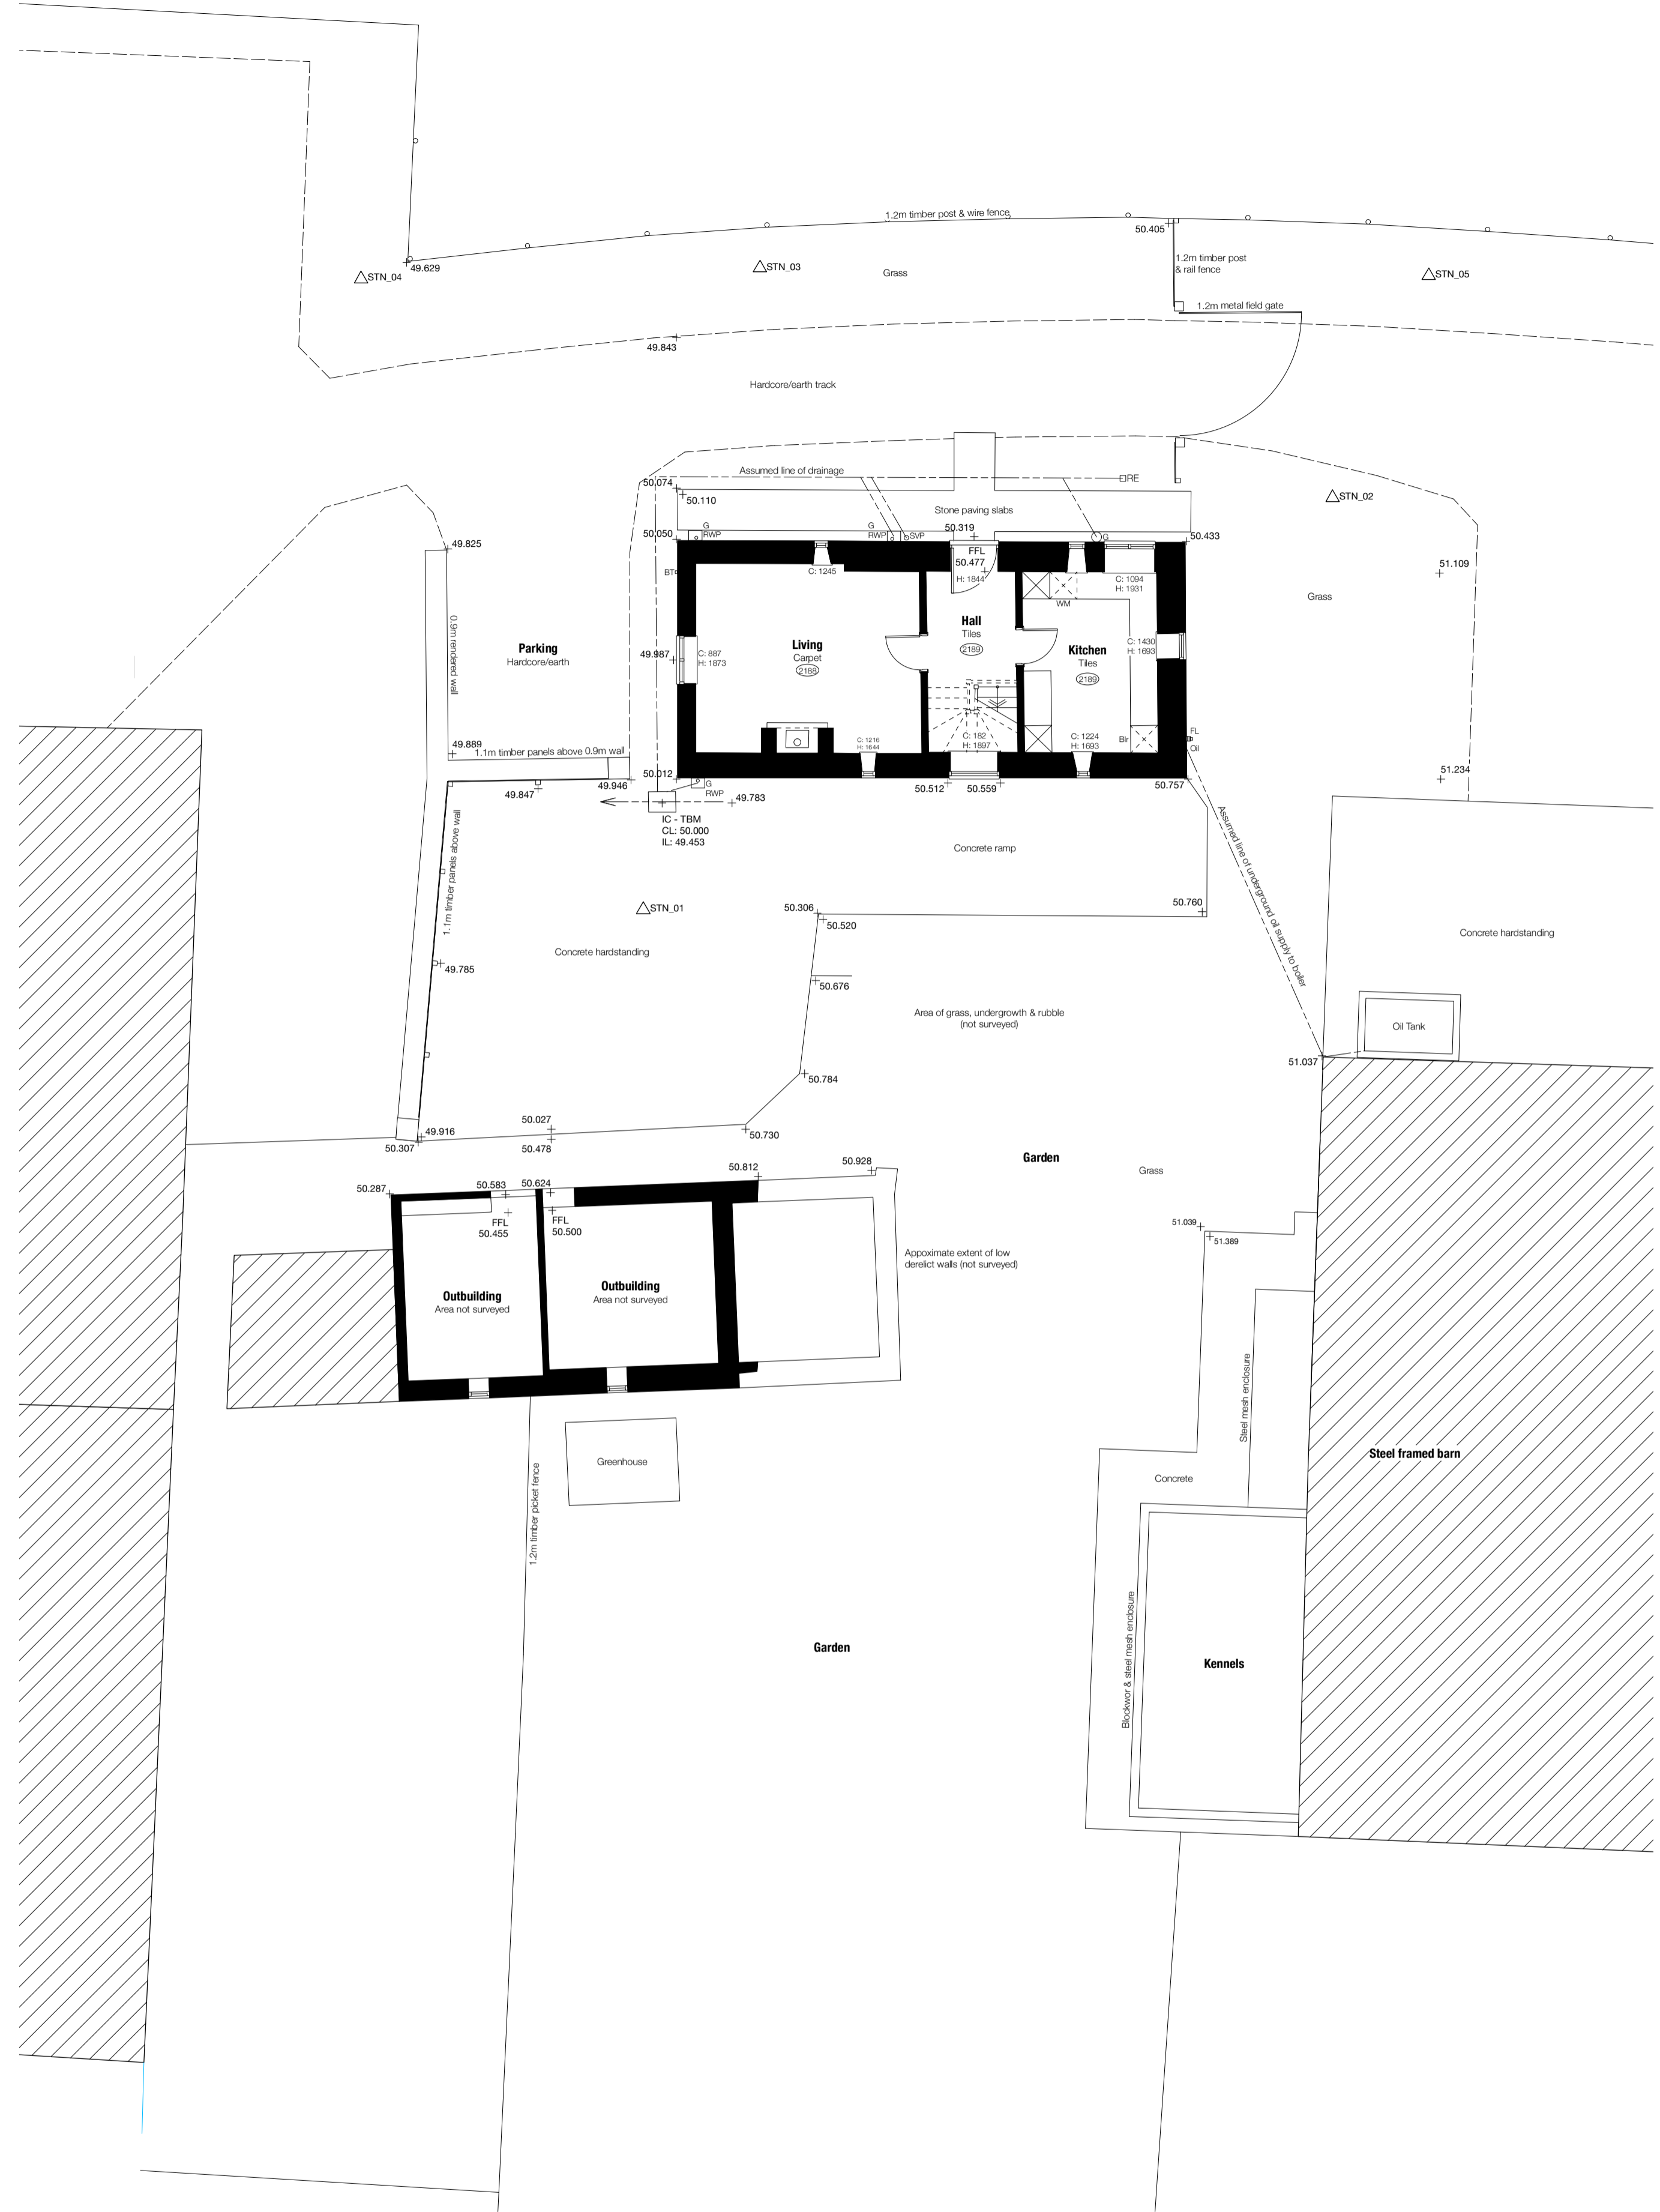 1.2m timber post & wire fence
50.405
1.2m timber post
& rail fence
49.629
STN_04
STN_03
Grass
STN_05
1.2m metal field gate
49.843
Hardcore/earth track
Assumed line of drainage
RE
50.074
50.110
STN_02
Stone paving slabs
G
RWP
G
RWP
SVP
50.319
G
50.050
50.433
49.825
FFL
50.477
H: 1844
BT
C: 1245
C: 1094
H: 1931
51.109
WM
Grass
0.9m rendered wall
Parking
Hardcore/earth
Living
Carpet
2188
Hall
Tiles
2189
Kitchen
Tiles
2189
C: 1430
H: 1693
49.987
C: 887
H: 1873
49.889
1.1m timber panels above 0.9m wall
C: 1216
H: 1644
C: 182
H: 1897
C: 1224
H: 1693
Blr
FL
Oil
50.012
51.234
49.847
49.946
G
RWP
49.783
50.512
50.559
50.757
IC - TBM
CL: 50.000
IL: 49.453
1.1m timber panels above wall
Concrete ramp
Assumed line of underground oil supply to boiler
STN_01
50.306
50.520
50.760
Concrete hardstanding
Concrete hardstanding
49.785
50.676
Area of grass, undergrowth & rubble
(not surveyed)
Oil Tank
51.037
50.784
50.027
49.916
50.307
50.478
50.730
Garden
Grass
50.928
50.812
50.287
50.583
50.624
FFL
50.455
FFL
50.500
51.039
51.389
Appoximate extent of low
derelict walls (not surveyed)
Outbuilding
Area not surveyed
Outbuilding
Area not surveyed
Steel mesh enclosure
Steel framed barn
Greenhouse
Concrete
1.2m timber picket fence
Blockwor & steel mesh enclosure
Garden
Kennels